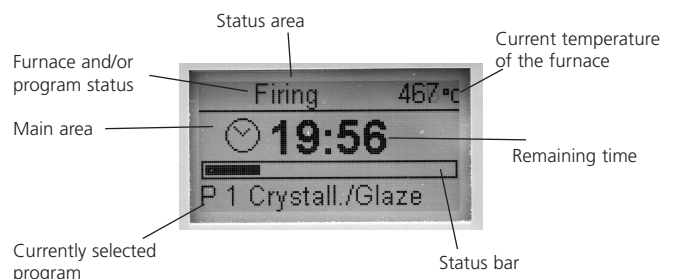 Status area
Furnace and/or
program status
Current temperature
of the furnace
Firing 467 °C
Main area
19:56
Remaining time
P 1 Crystall./Glaze
Currently selected
program
Status bar